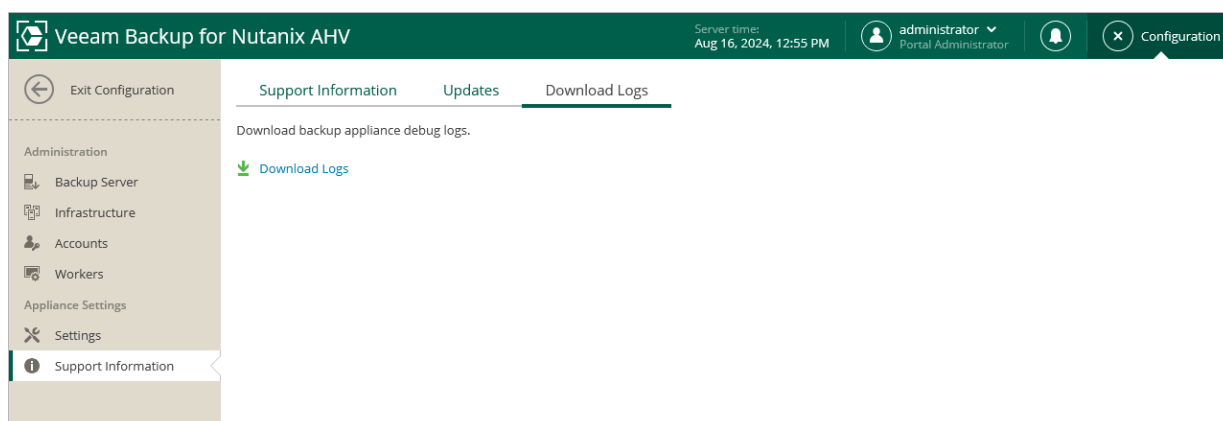 Veeam Backup for Nutanix AHV
Server time:
Aug 16, 2024, 12:55 PM
administrator
Portal Administrator
Configuration
Exit Configuration
Administration
Backup Server
Infrastructure
Accounts
Workers
Appliance Settings
Settings
Support Information
Support Information Updates Download Logs
Download backup appliance debug logs.
Download Logs